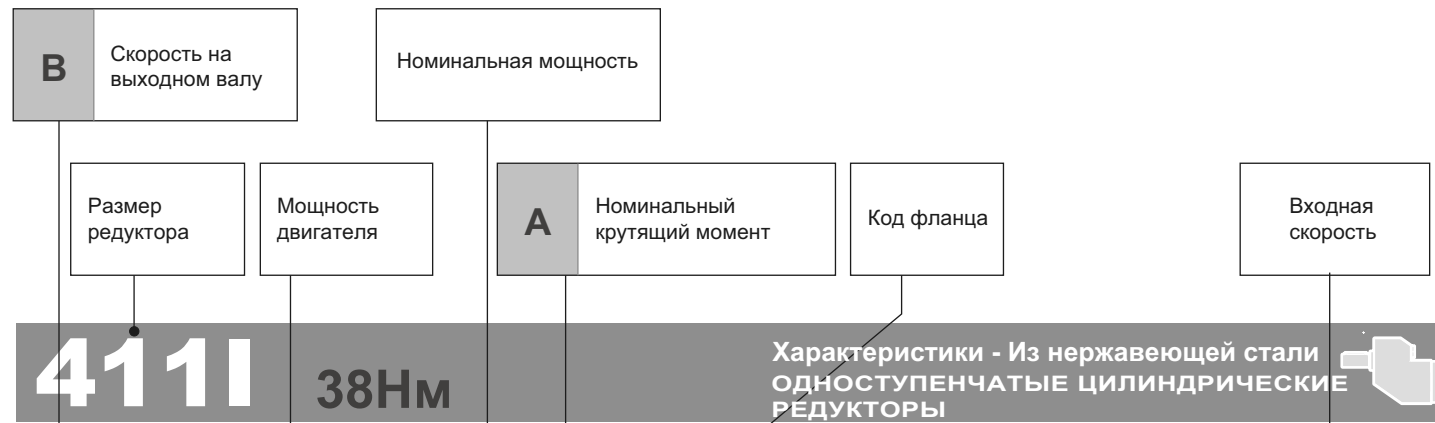 B
Скорость на
выходном валу
Номинальная мощность
Размер
редуктора
Мощность
двигателя
A
Номинальный
крутящий момент
Код фланца
Входная
скорость
411I
38Нм
Характеристики - Из нержавеющей стали
ОДНОСТУПЕНЧАТЫЕ ЦИЛИНДРИЧЕСКИЕ
РЕДУКТОРЫ